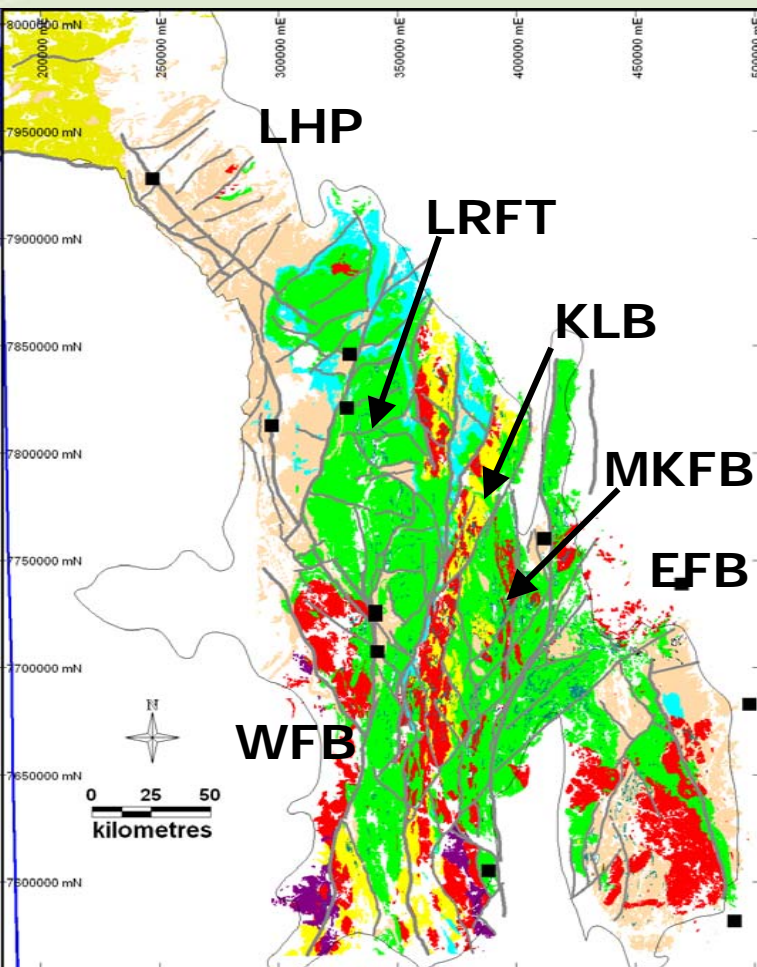 8000000 mN
200000 mE
250000 mE
300000 mE
350000 mE
400000 mE
450000 mE
7950000 mN
LHP
7900000 mN
LRFT
7850000 mN
KLB
7800000 mN
MKFB
7750000 mN
EFB
7700000 mN
N
WFB
7650000 mN
0 25 50
kilometres